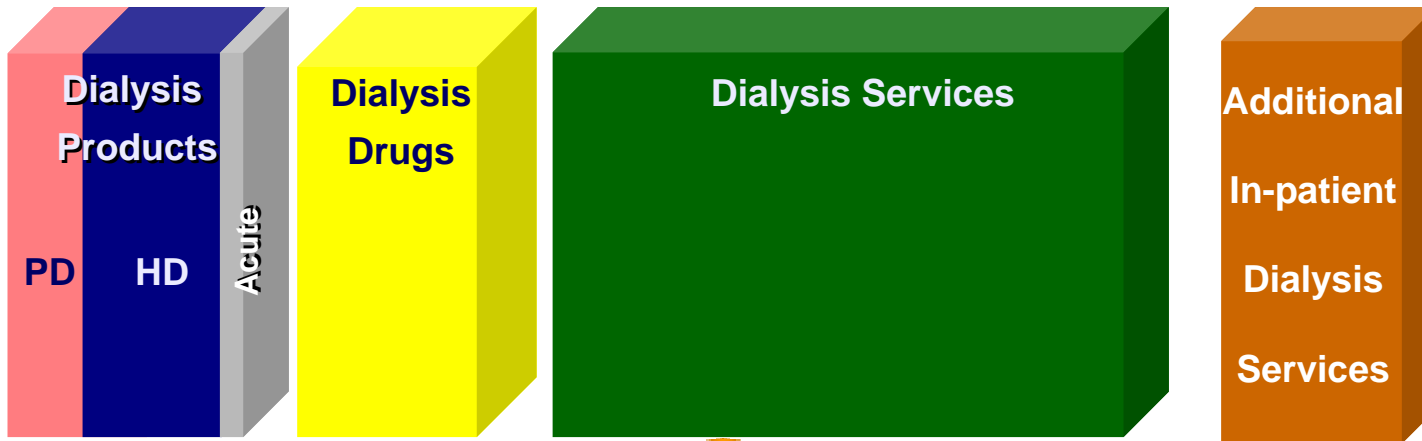 Dialysis
Products
PD
HD
Acute
Dialysis
Drugs
Dialysis Services
Additional
In-patient
Dialysis
Services